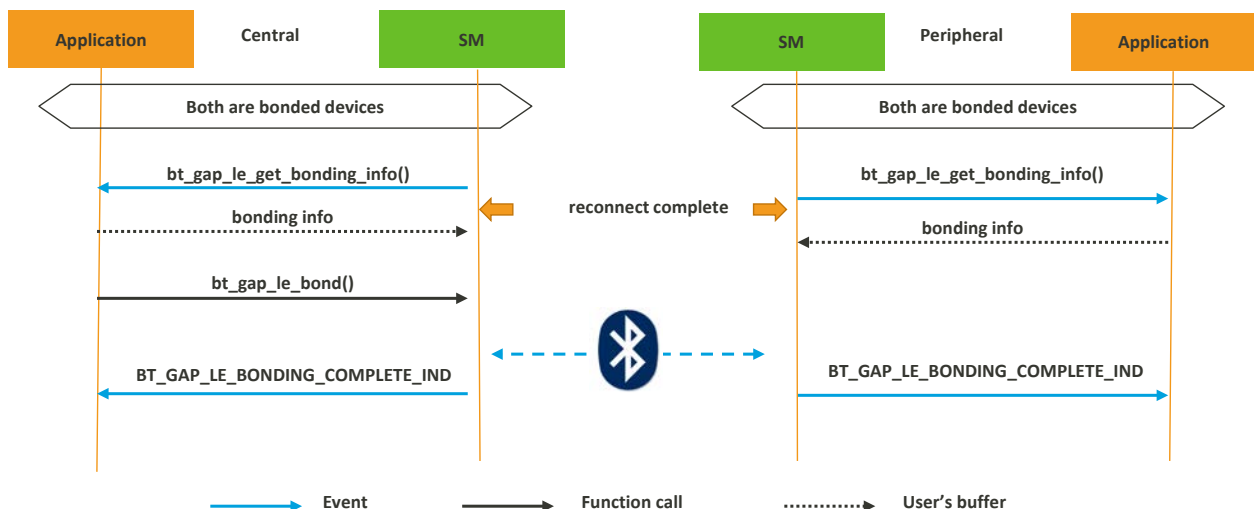 Application
Central
SM
SM
Peripheral
Application
Both are bonded devices
Both are bonded devices
bt_gap_le_get_bonding_info()
bt_gap_le_get_bonding_info()
reconnect complete
bonding info
bonding info
bt_gap_le_bond()
BT_GAP_LE_BONDING_COMPLETE_IND
BT_GAP_LE_BONDING_COMPLETE_IND
Event
Function call
User’s buffer